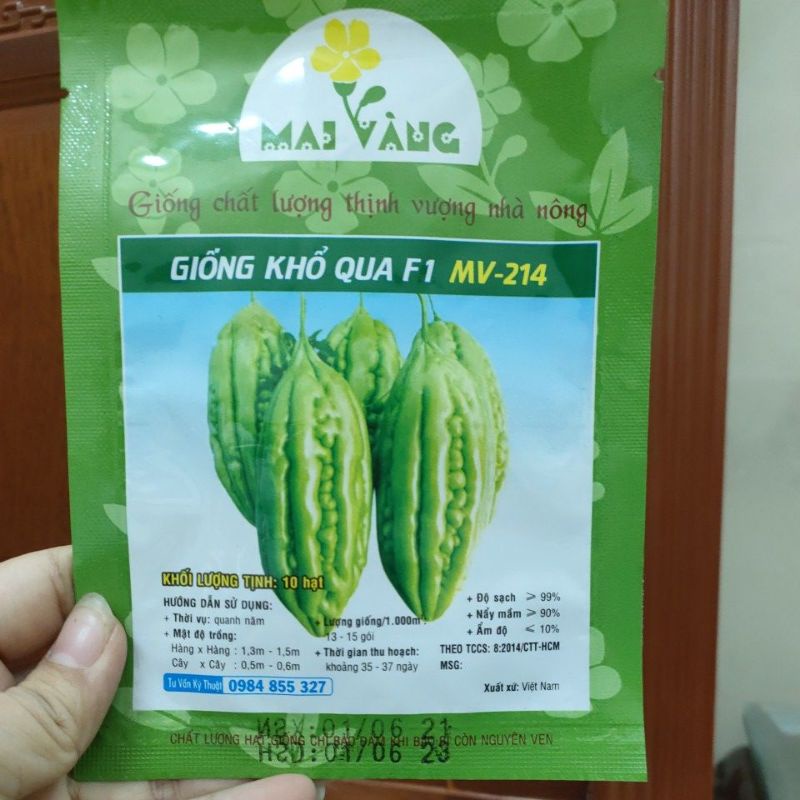 MAI VÀNG
Giống chất lượng thịnh vượng nhà nông
GIỐNG KHỔ QUA F1 MV-214
KHỐI LƯỢNG TỊNH: 10 hạt
HƯỚNG DẪN SỬ DỤNG:
+ Thời vụ: quanh năm
+ Mật độ trồng:
Hàng x Hàng : 1,3m - 1,5m
Cây x Cây : 0,5m - 0,6m
+ Lượng giống/1.000m²:
13 - 15 gói
+ Thời gian thu hoạch:
khoảng 35 - 37 ngày
+ Độ sạch ≥ 99%
+ Nẩy mầm ≥ 90%
+ Ẩm độ ≤ 10%
THEO TCCS: 8:2014/CTT-HCM
MSG:
Tư Vấn Kỹ Thuật 0984 855 327
Xuất xứ: Việt Nam
NSX:01/06 21
CHẤT LƯỢNG HẠT GIỐNG CHỈ BẢO ĐẢM KHI BAO BÌ CÒN NGUYÊN VẸN
HSD:01/06 23